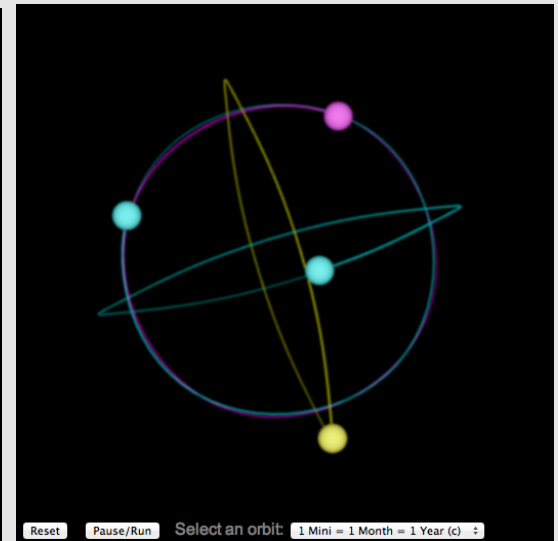 Reset Pause/Run Select an orbit: 1 Mini = 1 Month = 1 Year (c)